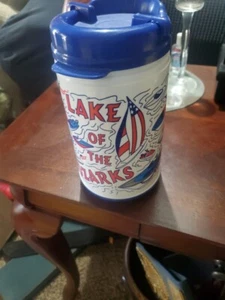 LAKE
OF
THE
OZARKS